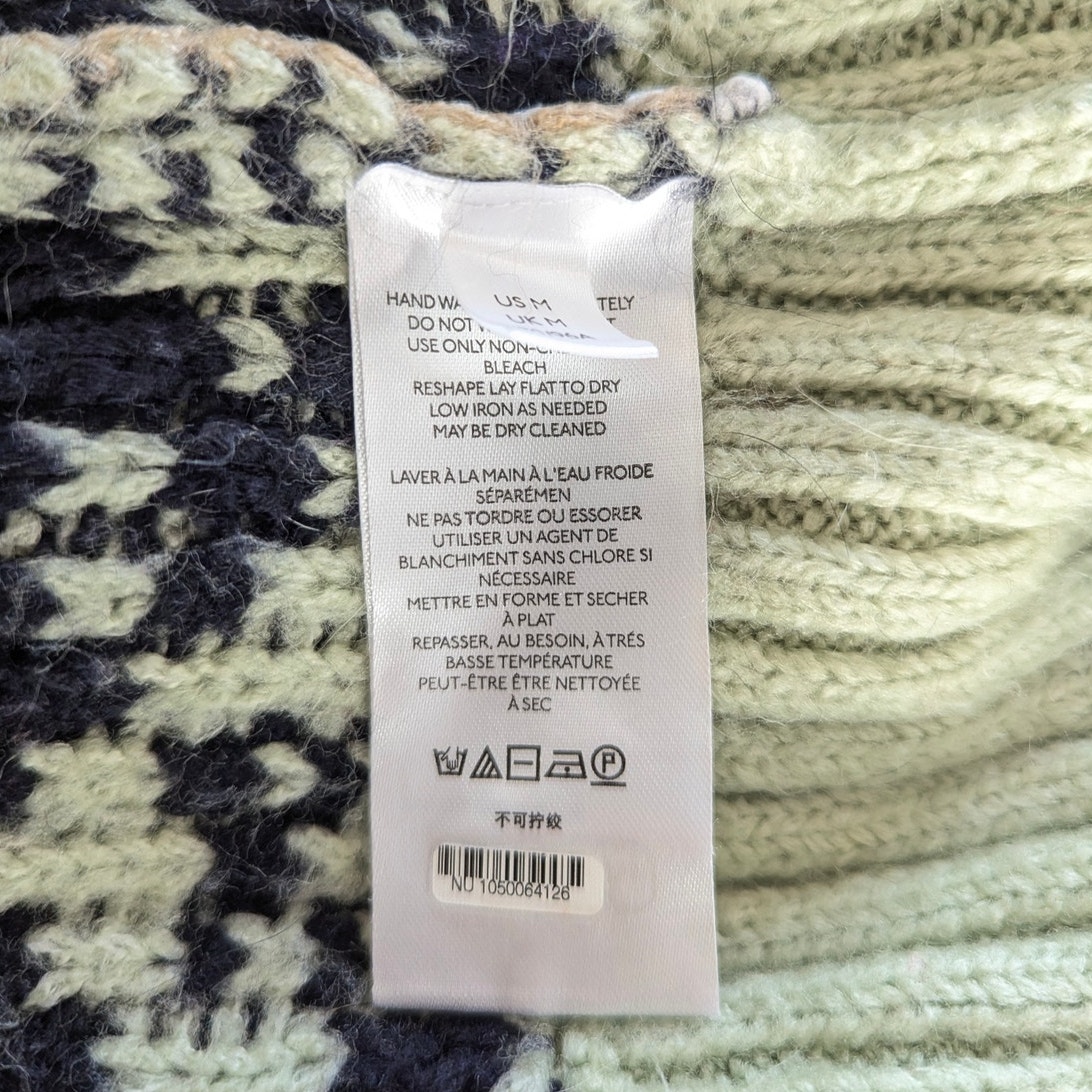 US M
UK M
HAND TELY
DO NOT
USE ONLY
BLEACH
RESHAPE LAY FLAT TO DRY
LOW IRON AS NEEDED
MAY BE DRY CLEANED
LAVER À LA MAIN À L'EAU FROIDE
SÉPARÉMEN
NE PAS TORDRE OU ESSORER
UTILISER UN AGENT DE
BLANCHIMENT SANS CHLORE SI
NÉCESSAIRE
METTRE EN FORME ET SECHER
À PLAT
REPASSER, AU BESOIN, À TRÉS
BASSE TEMPÉRATURE
PEUT-ÊTRE ÊTRE NETTOYÉE
À SEC
P
不可拧绞
NU 1050064126